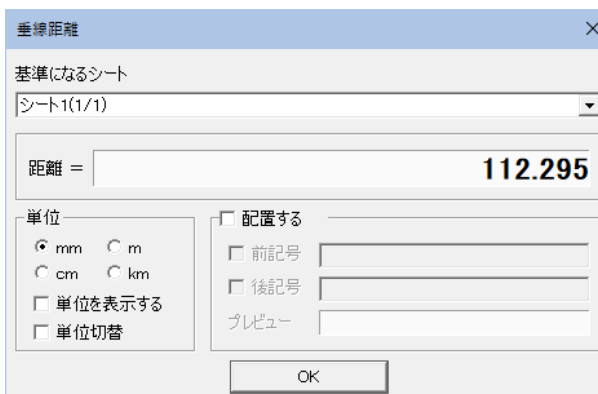 垂線距離
基準になるシート
シート1(1/1)
距離 = 112.295
単位
mm m
cm km
単位を表示する
単位切替
配置する
前記号
後記号
プレビュー
OK